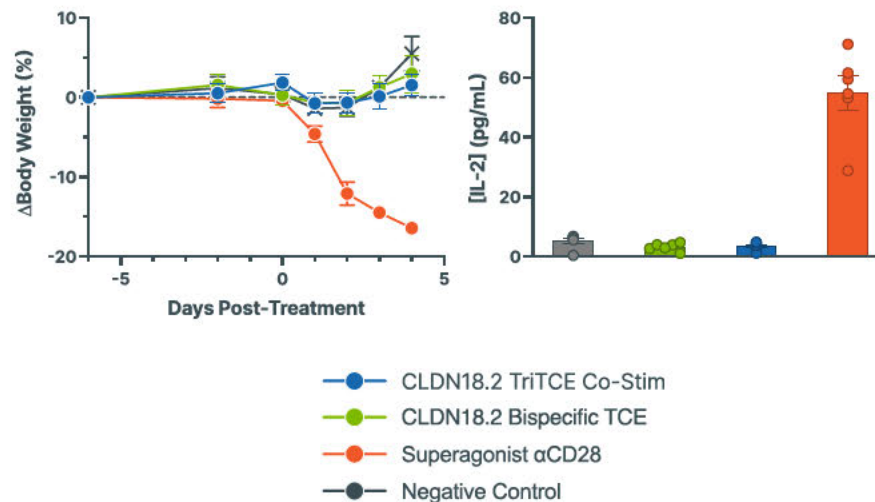 10
0
-10
-20
ΔBody Weight (%)
-5
0
5
Days Post-Treatment
80
60
40
20
0
[IL-2] (pg/mL)
CLDN18.2 TriTCE Co-Stim
CLDN18.2 Bispecific TCE
Superagonist αCD28
Negative Control